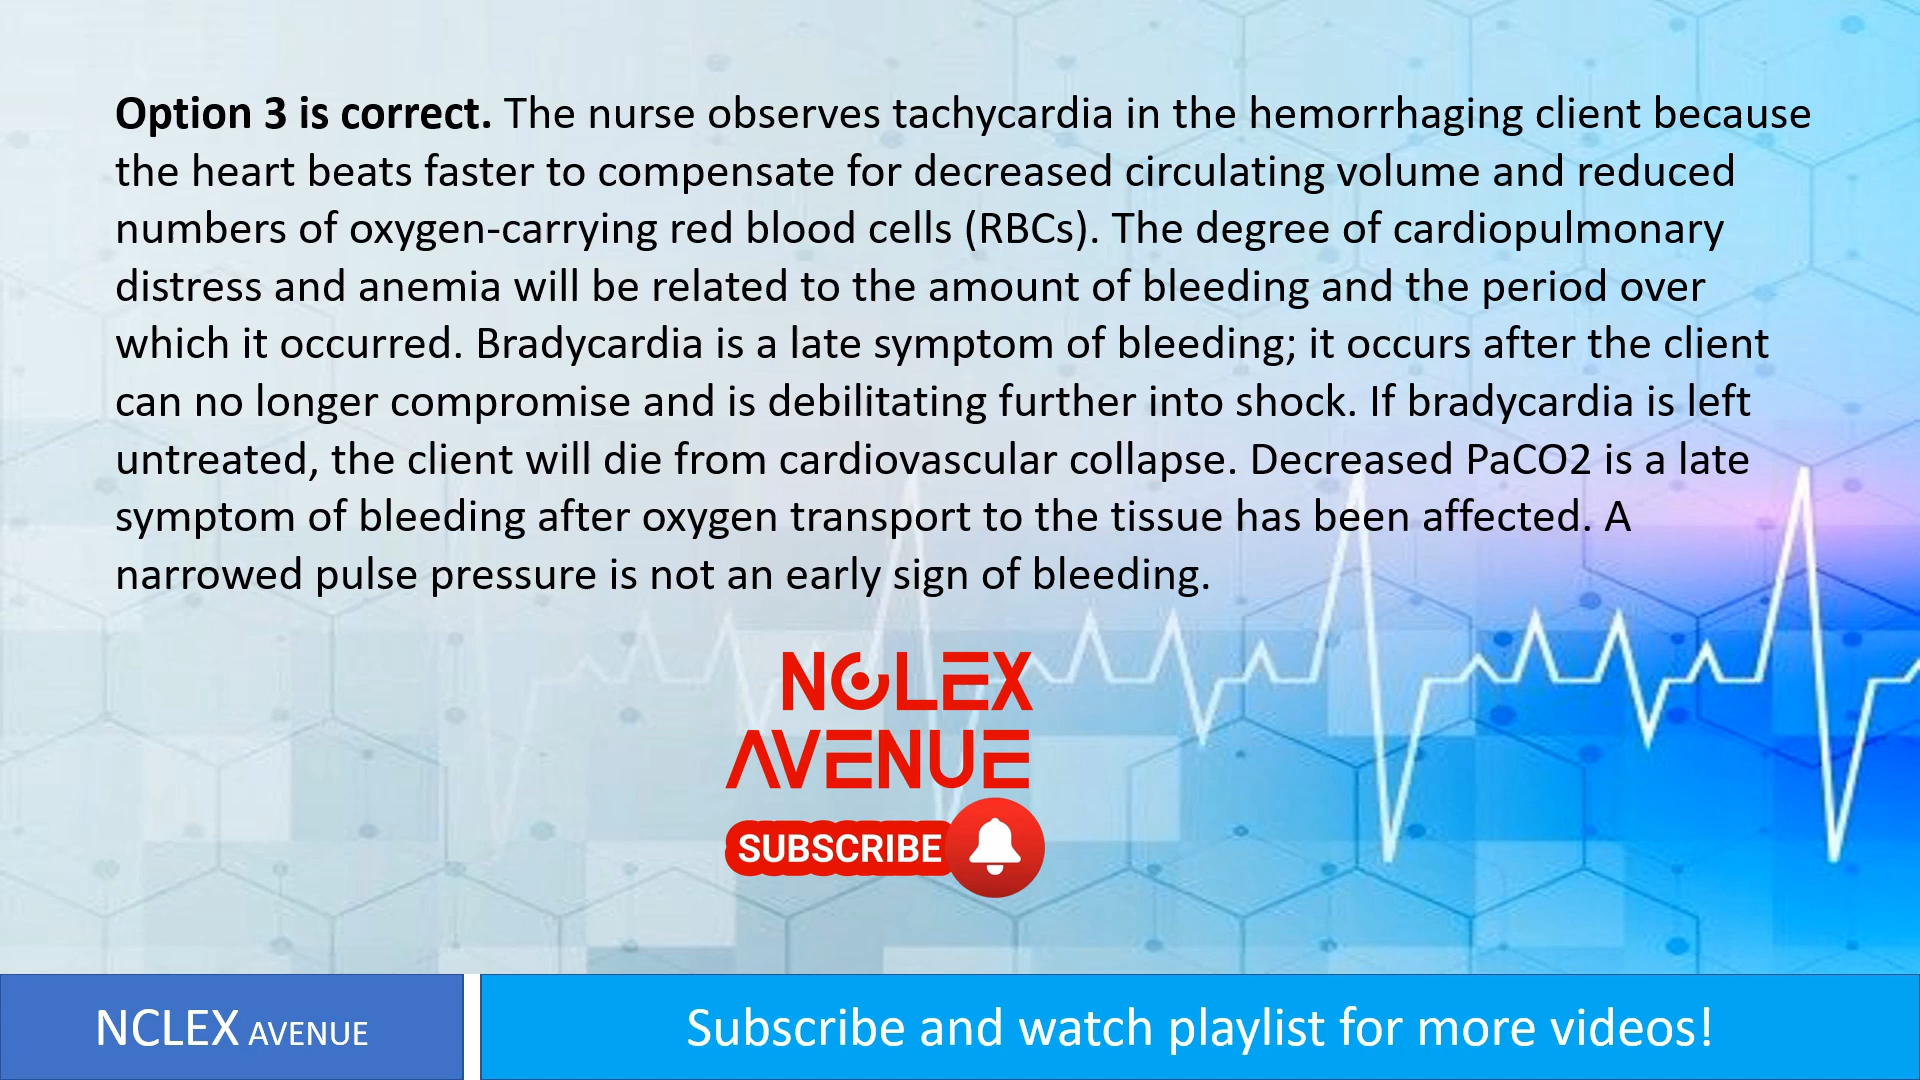 Option 3 is correct. The nurse observes tachycardia in the hemorrhaging client because
the heart beats faster to compensate for decreased circulating volume and reduced
numbers of oxygen-carrying red blood cells (RBCs). The degree of cardiopulmonary
distress and anemia will be related to the amount of bleeding and the period over
which it occurred. Bradycardia is a late symptom of bleeding; it occurs after the client
can no longer compromise and is debilitating further into shock. If bradycardia is left
untreated, the client will die from cardiovascular collapse. Decreased PaCO2 is a late
symptom of bleeding after oxygen transport to the tissue has been affected. A
narrowed pulse pressure is not an early sign of bleeding.
NCLEX
AVENUE
SUBSCRIBE
NCLEX AVENUE
Subscribe and watch playlist for more videos!